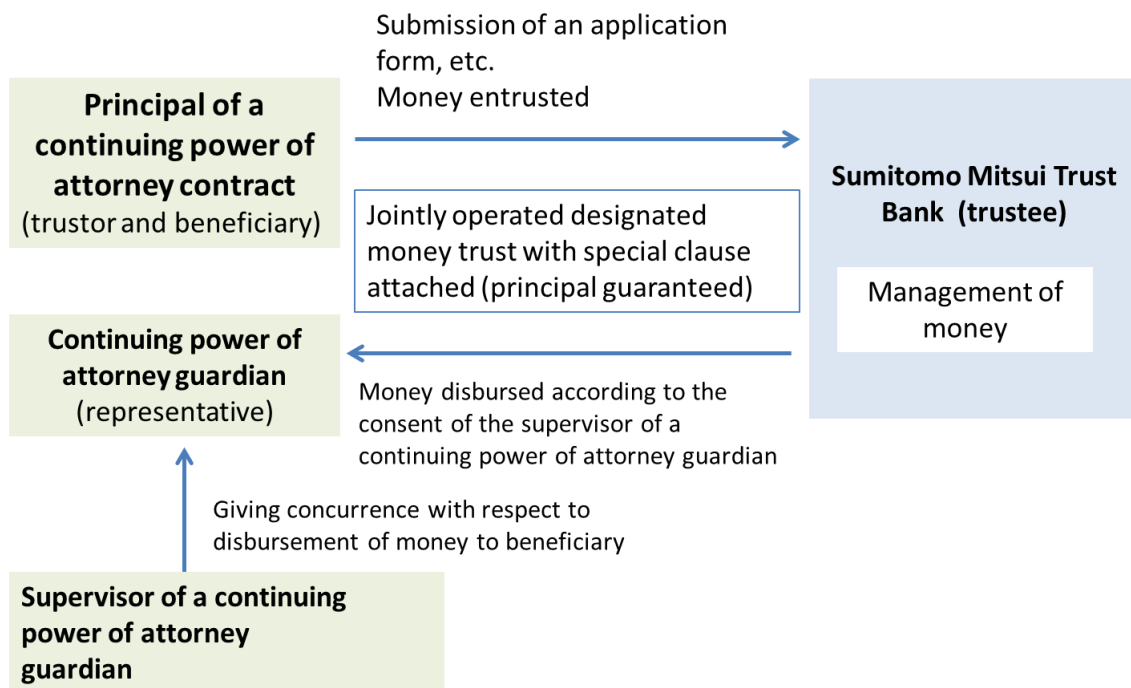 Submission of an application
form, etc.
Money entrusted
Principal of a
continuing power of
attorney contract
(trustor and beneficiary)
Sumitomo Mitsui Trust
Bank (trustee)
Jointly operated designated
money trust with special clause
attached (principal guaranteed)
Management of
money
Continuing power of
attorney guardian
(representative)
Money disbursed according to the
consent of the supervisor of a
continuing power of attorney guardian
Giving concurrence with respect to
disbursement of money to beneficiary
Supervisor of a continuing
power of attorney
guardian